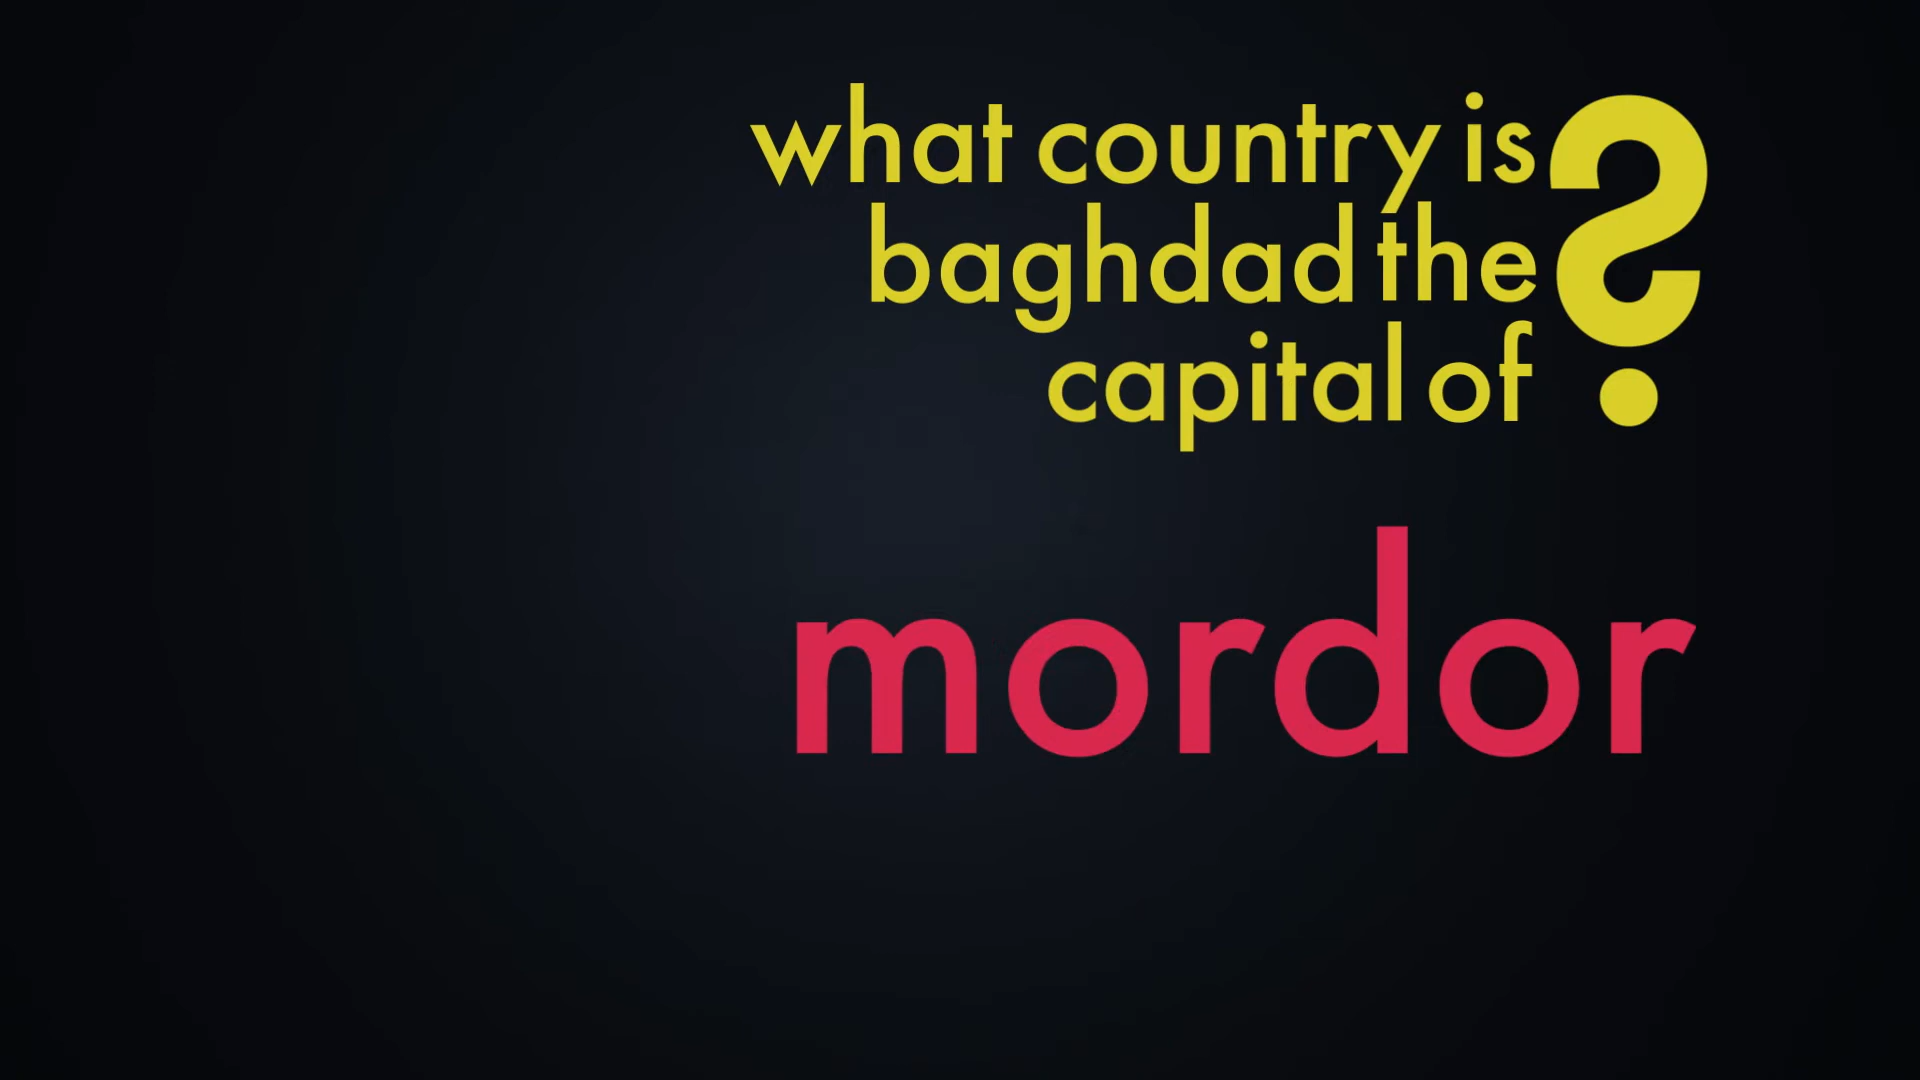 what country is
baghdad the
capital of ?
mordor